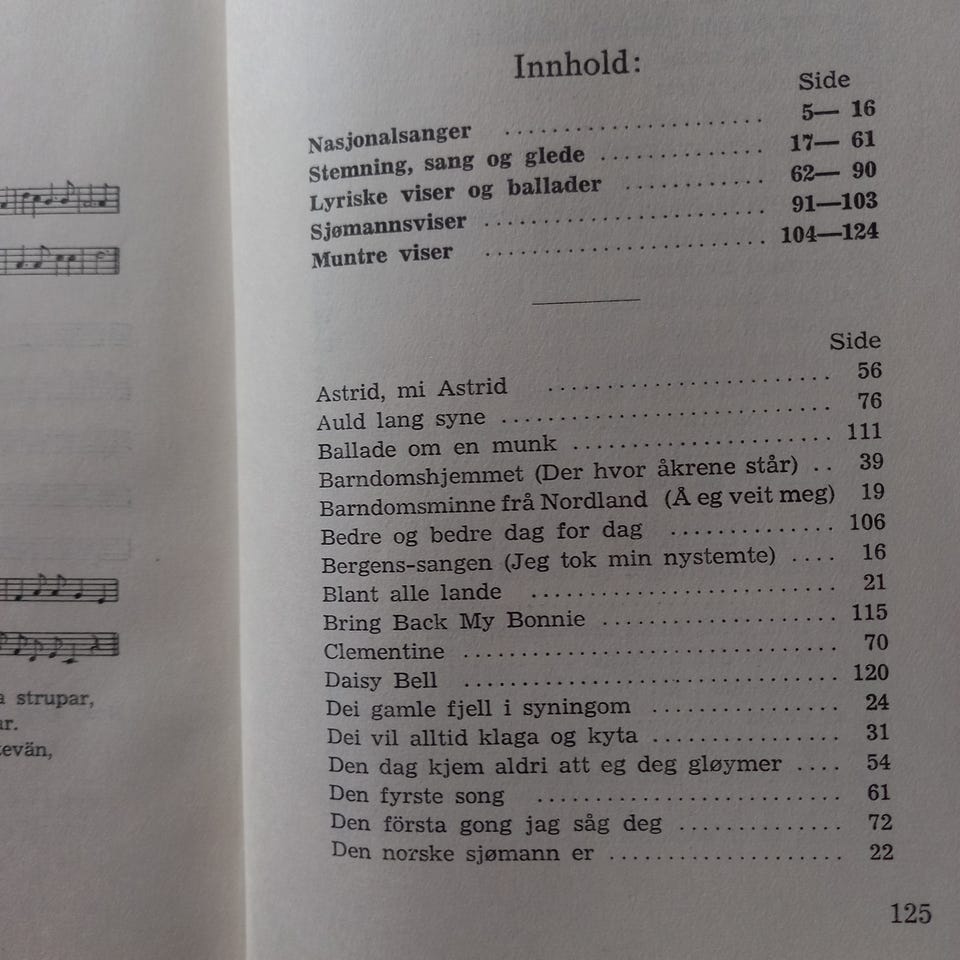 a strupar,
ar.
evän,
Innhold:
Side
Nasjonalsanger ........................ 5— 16
Stemning, sang og glede .............. 17— 61
Lyriske viser og ballader ............ 62— 90
Sjømannsviser ........................ 91—103
Muntre viser ........................ 104—124
Side
Astrid, mi Astrid ........................ 56
Auld lang syne ............................ 76
Ballade om en munk ...................... 111
Barndomshjemmet (Der hvor åkrene står) .. 39
Barndomsminne frå Nordland (Å eg veit meg) 19
Bedre og bedre dag for dag .............. 106
Bergens-sangen (Jeg tok min nystemte) .... 16
Blant alle lande .......................... 21
Bring Back My Bonnie .................... 115
Clementine ................................ 70
Daisy Bell ................................ 120
Dei gamle fjell i syningom ................ 24
Dei vil alltid klaga og kyta ................ 31
Den dag kjem aldri att eg deg gløymer .... 54
Den fyrste song .......................... 61
Den första gong jag såg deg .............. 72
Den norske sjømann er .................... 22
125